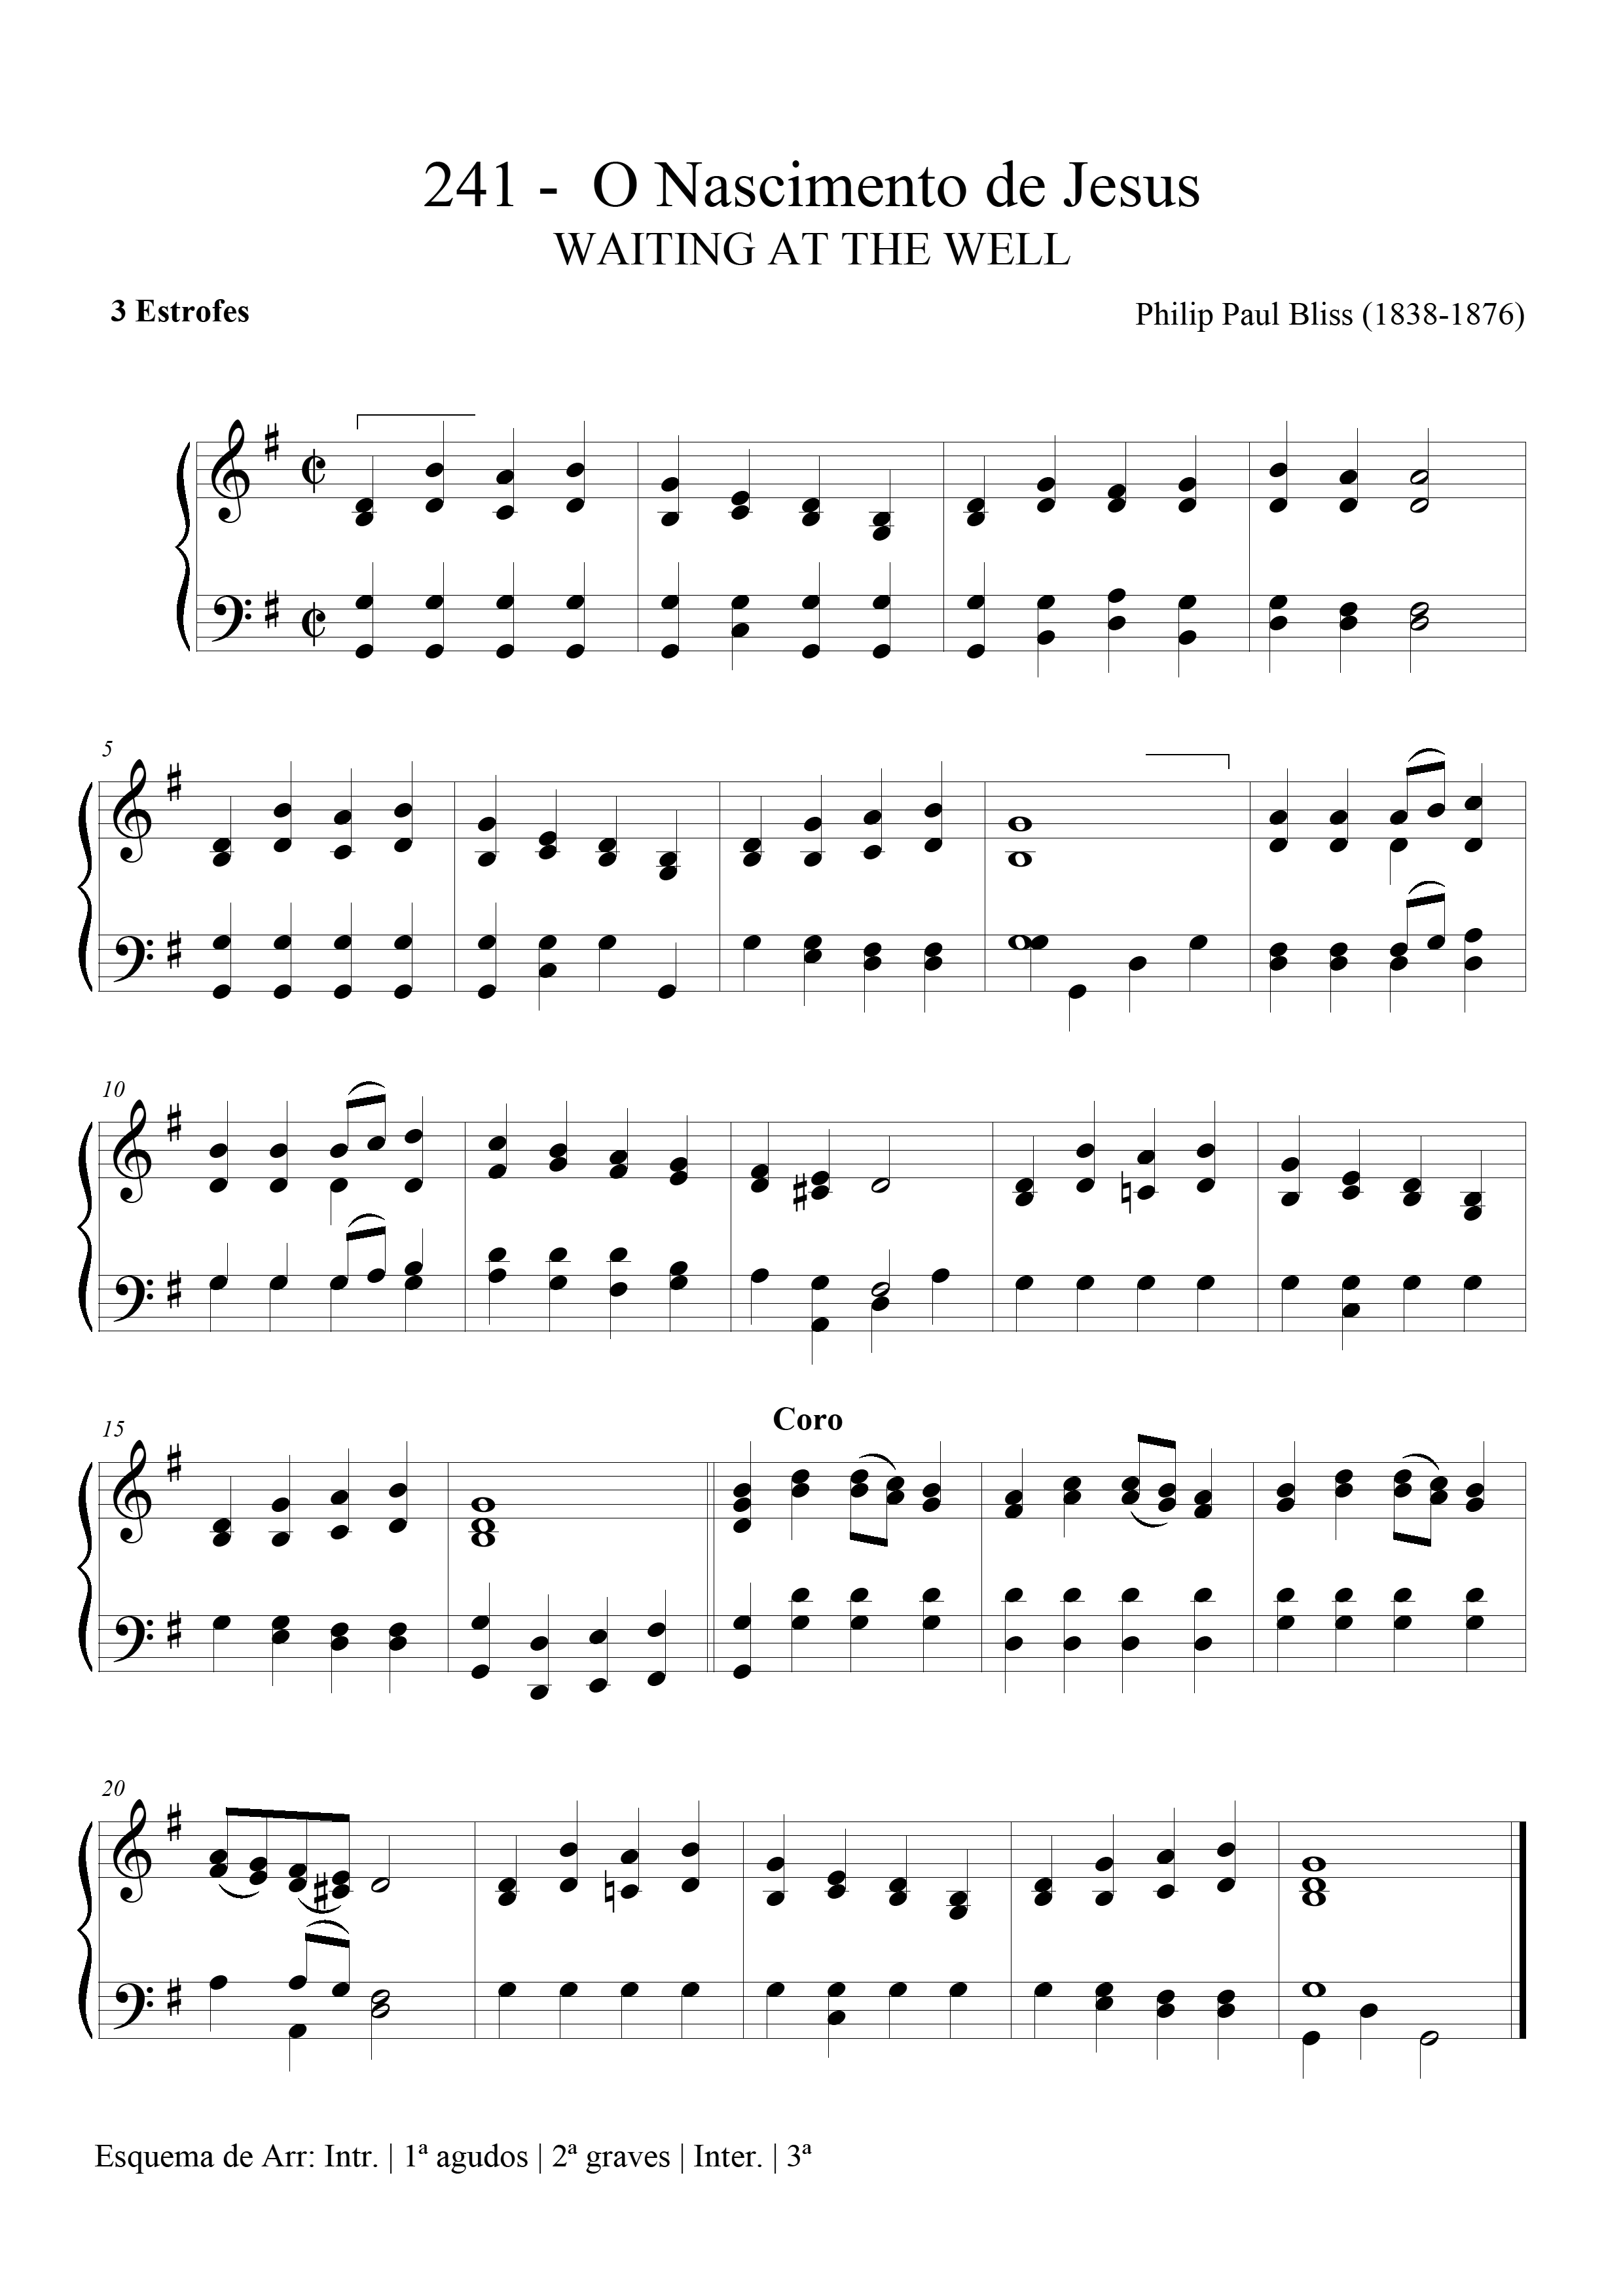 241 - O Nascimento de Jesus
WAITING AT THE WELL
3 Estrofes
Philip Paul Bliss (1838-1876)
5
10
15
Coro
20
Esquema de Arr: Intr. | 1ª agudos | 2ª graves | Inter. | 3ª